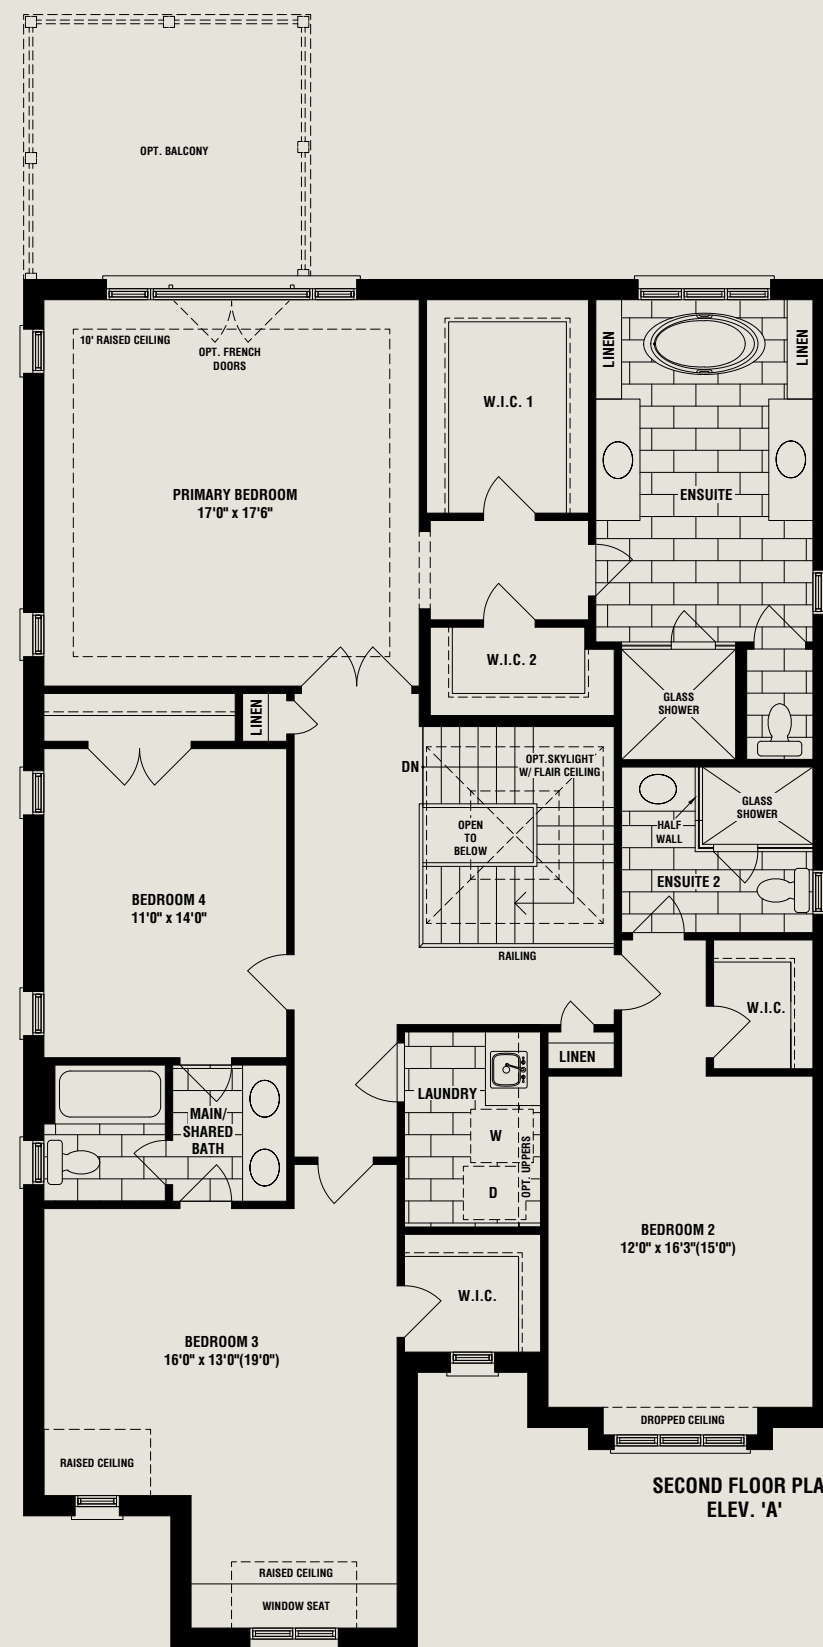 OPT. BALCONY
10' RAISED CEILING
OPT. FRENCH
DOORS
LINEN
LINEN
W.I.C. 1
PRIMARY BEDROOM
17'0" x 17'6"
ENSUITE
W.I.C. 2
GLASS
SHOWER
LINEN
DN
OPT.SKYLIGHT
W/ FLAIR CEILING
GLASS
SHOWER
OPEN
TO
BELOW
HALF
WALL
ENSUITE 2
BEDROOM 4
11'0" x 14'0"
RAILING
W.I.C.
LINEN
LAUNDRY
MAIN/
SHARED
BATH
W
D
OPT. UPPERS
BEDROOM 2
12'0" x 16'3"(15'0")
W.I.C.
BEDROOM 3
16'0" x 13'0"(19'0")
DROPPED CEILING
RAISED CEILING
SECOND FLOOR PLA
ELEV. 'A'
RAISED CEILING
WINDOW SEAT